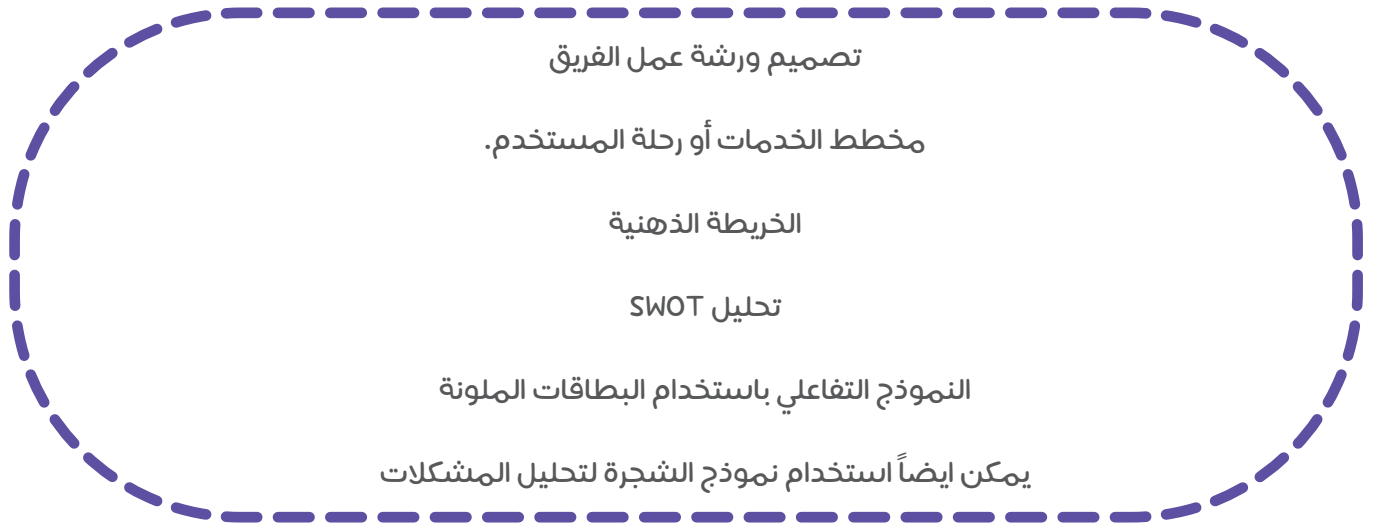 تصميم ورشة عمل الفريق
مخطط الخدمات أو رحلة المستخدم.
الخريطة الذهنية
تحليل SWOT
النموذج التفاعلي باستخدام البطاقات الملونة
يمكن ايضاً استخدام نموذج الشجرة لتحليل المشكلات